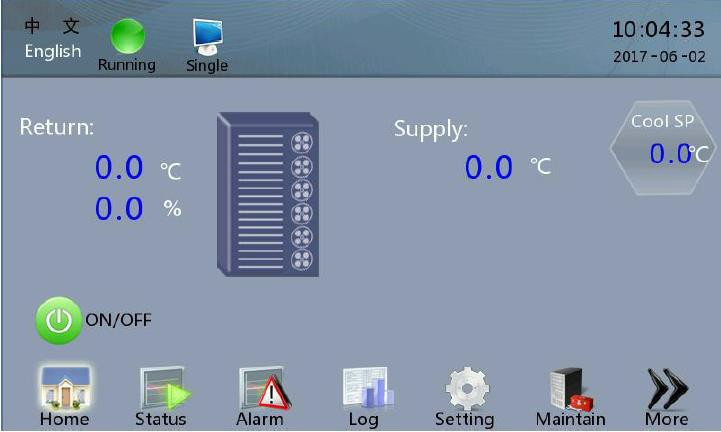 中 文
English
Running
Single
10:04:33
2017-06-02
Return:
0.0 ℃
0.0 %
Supply:
0.0 ℃
Cool SP
0.0℃
ON/OFF
Home
Status
Alarm
Log
Setting
Maintain
More